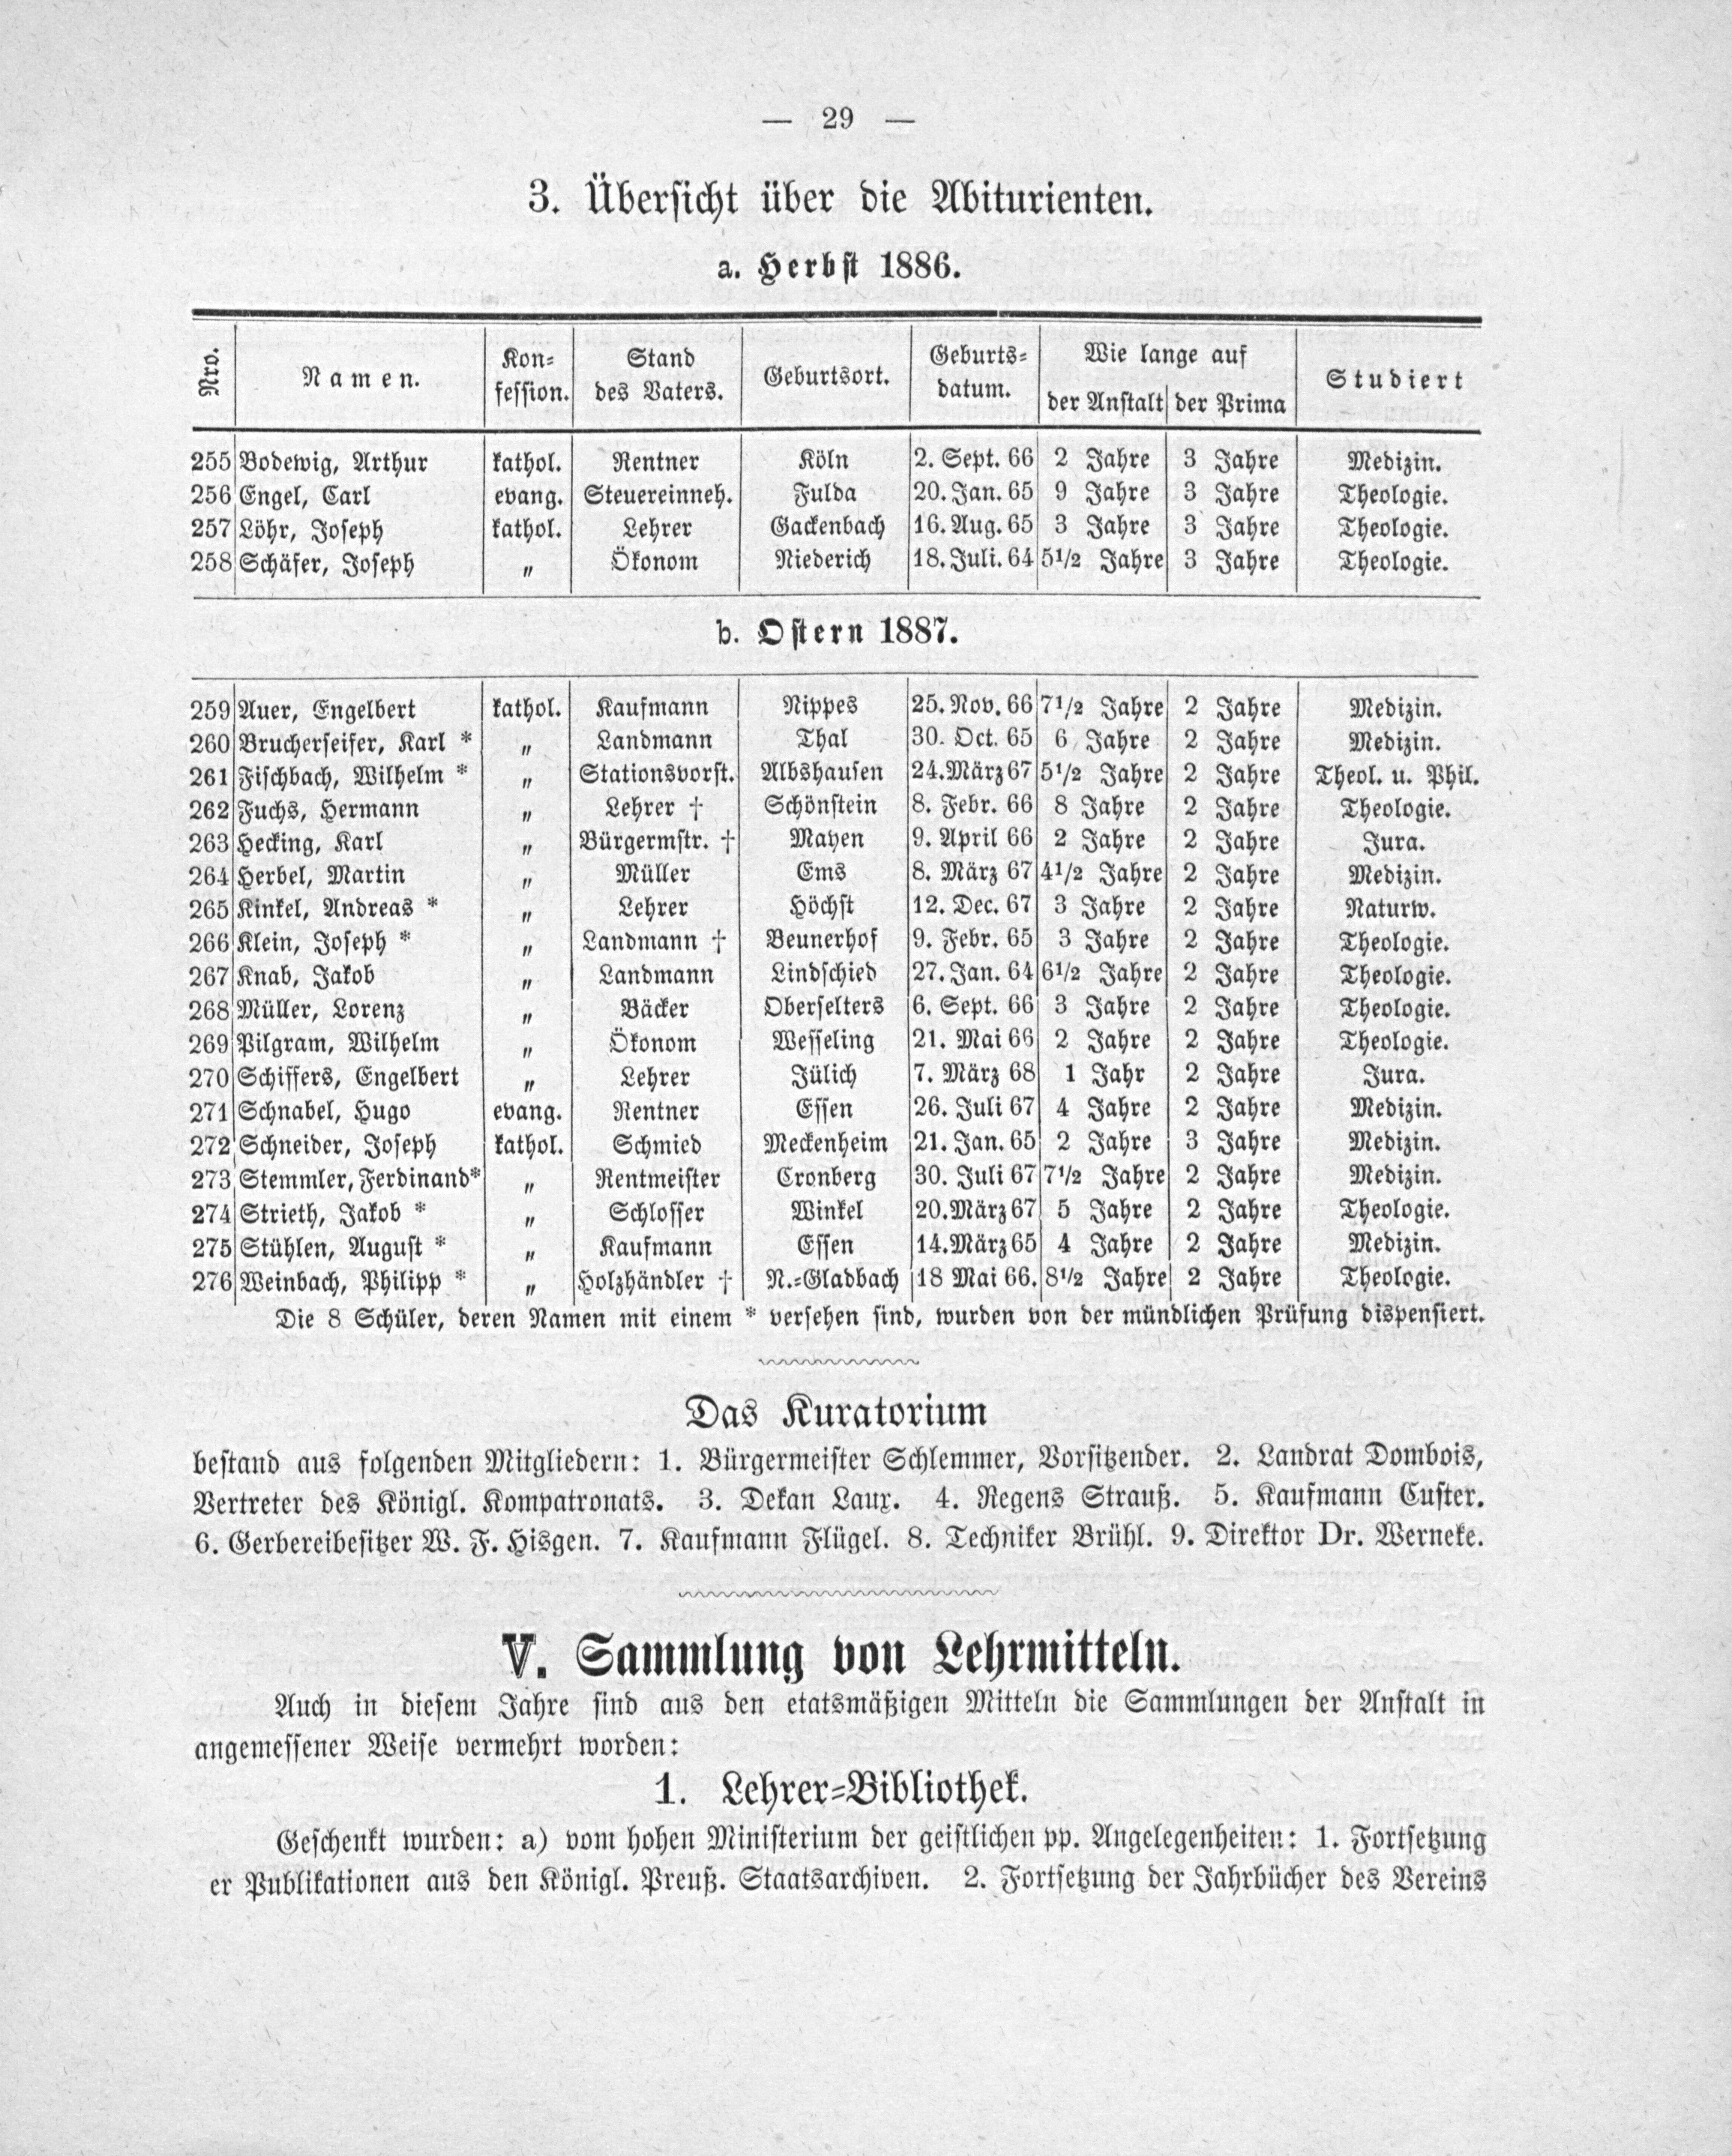 — 29 —
3. Übersicht über die Abiturienten.
a. Herbst 1886.
Nro. Namen. Kon-fession. Stand des Vaters. Geburtsort. Geburts-datum. Wie lange auf der Anstalt der Prima Studiert
255 Bodewig, Arthur kathol. Rentner Köln 2. Sept. 66 2 Jahre 3 Jahre Medizin.
256 Engel, Carl evang. Steuereinneh. Fulda 20. Jan. 65 9 Jahre 3 Jahre Theologie.
257 Löhr, Joseph kathol. Lehrer Gackenbach 16. Aug. 65 3 Jahre 3 Jahre Theologie.
258 Schäfer, Joseph „ Ökonom Niederich 18. Juli. 64 5 1/2 Jahre 3 Jahre Theologie.
b. Ostern 1887.
259 Auer, Engelbert kathol. Kaufmann Nippes 25. Nov. 66 7 1/2 Jahre 2 Jahre Medizin.
260 Brucherseifer, Karl * „ Landmann Thal 30. Oct. 65 6 Jahre 2 Jahre Medizin.
261 Fischbach, Wilhelm * „ Stationsvorst. Albshausen 24. März 67 5 1/2 Jahre 2 Jahre Theol. u. Phil.
262 Fuchs, Hermann „ Lehrer † Schönstein 8. Febr. 66 8 Jahre 2 Jahre Theologie.
263 Hecking, Karl „ Bürgermstr. † Mayen 9. April 66 2 Jahre 2 Jahre Jura.
264 Herbel, Martin „ Müller Ems 8. März 67 4 1/2 Jahre 2 Jahre Medizin.
265 Kinkel, Andreas * „ Lehrer Höchst 12. Dec. 67 3 Jahre 2 Jahre Naturw.
266 Klein, Joseph * „ Landmann † Beunerhof 9. Febr. 65 3 Jahre 2 Jahre Theologie.
267 Knab, Jakob „ Landmann Lindschied 27. Jan. 64 6 1/2 Jahre 2 Jahre Theologie.
268 Müller, Lorenz „ Bäcker Oberselters 6. Sept. 66 3 Jahre 2 Jahre Theologie.
269 Pilgram, Wilhelm „ Ökonom Wesseling 21. Mai 66 2 Jahre 2 Jahre Theologie.
270 Schiffers, Engelbert „ Lehrer Jülich 7. März 68 1 Jahr 2 Jahre Jura.
271 Schnabel, Hugo evang. Rentner Essen 26. Juli 67 4 Jahre 2 Jahre Medizin.
272 Schneider, Joseph kathol. Schmied Meckenheim 21. Jan. 65 2 Jahre 3 Jahre Medizin.
273 Stemmler, Ferdinand* „ Rentmeister Cronberg 30. Juli 67 7 1/2 Jahre 2 Jahre Medizin.
274 Strieth, Jakob * „ Schlosser Winkel 20. März 67 5 Jahre 2 Jahre Theologie.
275 Stühlen, August * „ Kaufmann Essen 14. März 65 4 Jahre 2 Jahre Medizin.
276 Weinbach, Philipp * „ Holzhändler † N.-Gladbach 18 Mai 66. 8 1/2 Jahre 2 Jahre Theologie.
Die 8 Schüler, deren Namen mit einem * versehen sind, wurden von der mündlichen Prüfung dispensiert.
Das Kuratorium
bestand aus folgenden Mitgliedern: 1. Bürgermeister Schlemmer, Vorsitzender. 2. Landrat Dombois,
Vertreter des Königl. Kompatronats. 3. Dekan Laux. 4. Regens Strauß. 5. Kaufmann Custer.
6. Gerbereibesitzer W. F. Hisgen. 7. Kaufmann Flügel. 8. Techniker Brühl. 9. Direktor Dr. Werneke.
V. Sammlung von Lehrmitteln.
Auch in diesem Jahre sind aus den etatsmäßigen Mitteln die Sammlungen der Anstalt in
angemessener Weise vermehrt worden:
1. Lehrer-Bibliothek.
Geschenkt wurden: a) vom hohen Ministerium der geistlichen pp. Angelegenheiten: 1. Fortsetzung
er Publikationen aus den Königl. Preuß. Staatsarchiven. 2. Fortsetzung der Jahrbücher des Vereins